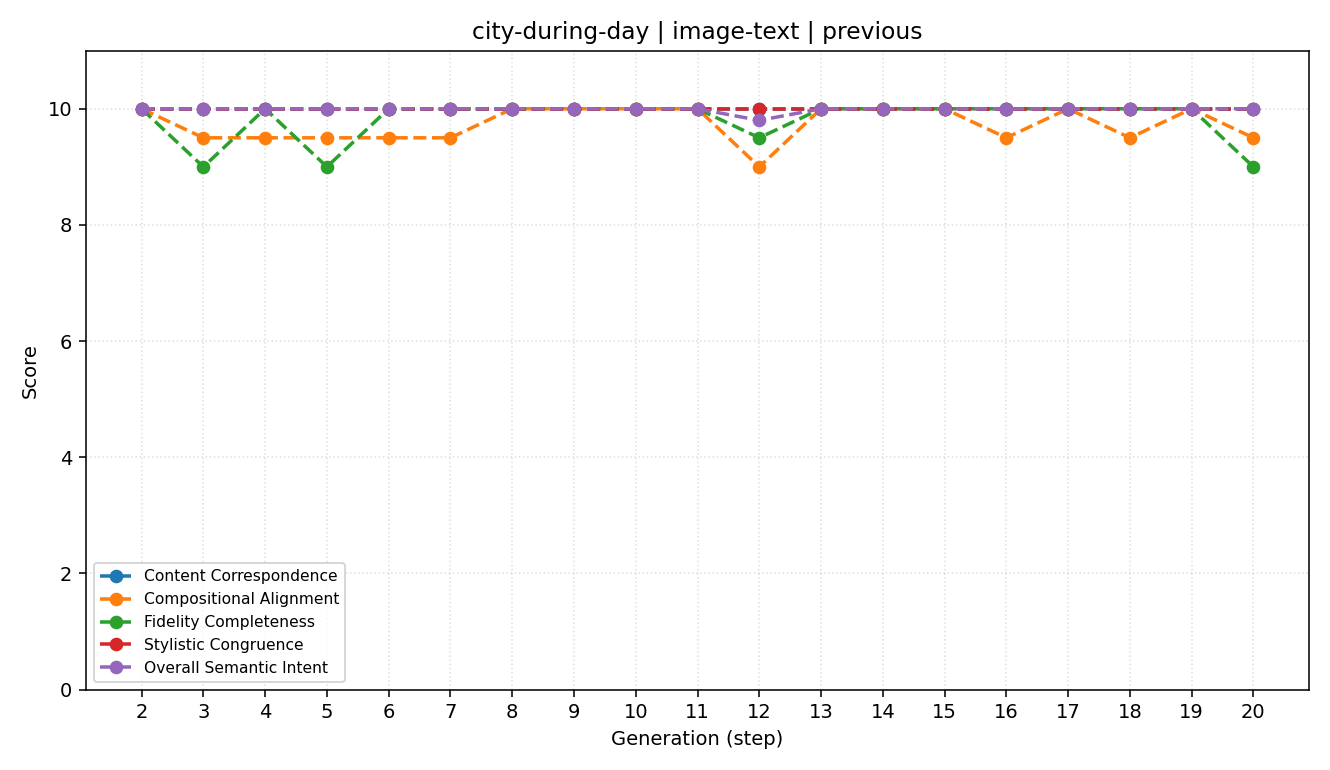 city-during-day | image-text | previous
Score
10
8
6
4
2
0
Content Correspondence
Compositional Alignment
Fidelity Completeness
Stylistic Congruence
Overall Semantic Intent
2 3 4 5 6 7 8 9 10 11 12 13 14 15 16 17 18 19 20
Generation (step)